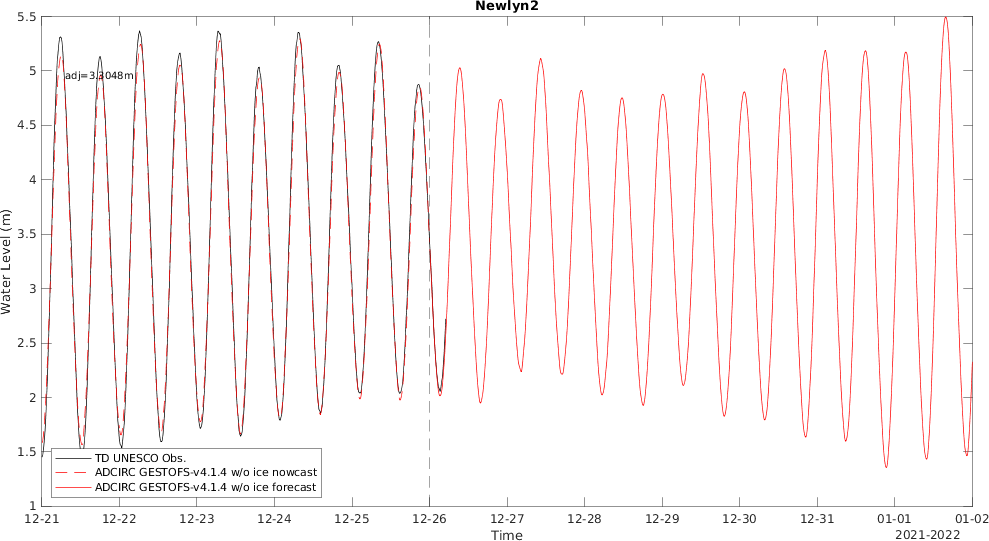 Newlyn2
5.5
5
4.5
4
3.5
3
2.5
2
1.5
1
Water Level (m)
adj=3.3048m
TD UNESCO Obs.
ADCIRC GESTOFS-v4.1.4 w/o ice nowcast
ADCIRC GESTOFS-v4.1.4 w/o ice forecast
12-21 12-22 12-23 12-24 12-25 12-26 12-27 12-28 12-29 12-30 12-31 01-01 01-02
Time
2021-2022